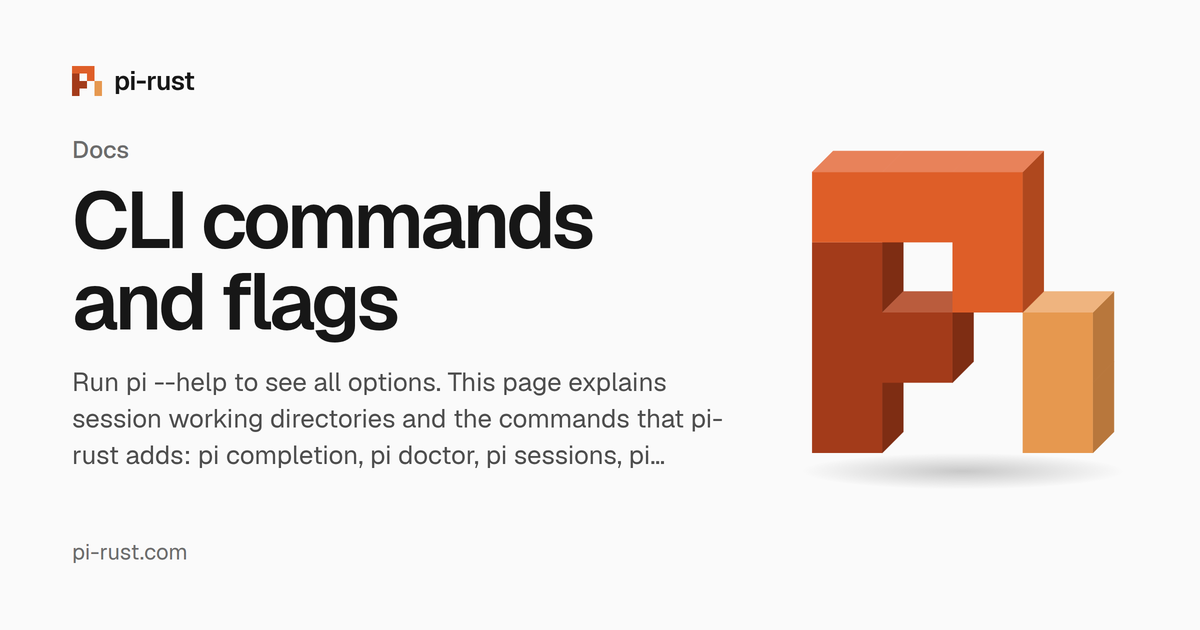 pi-rust
Docs
CLI commands
and flags
Run pi --help to see all options. This page explains
session working directories and the commands that pi-
rust adds: pi completion, pi doctor, pi sessions, pi…
pi-rust.com